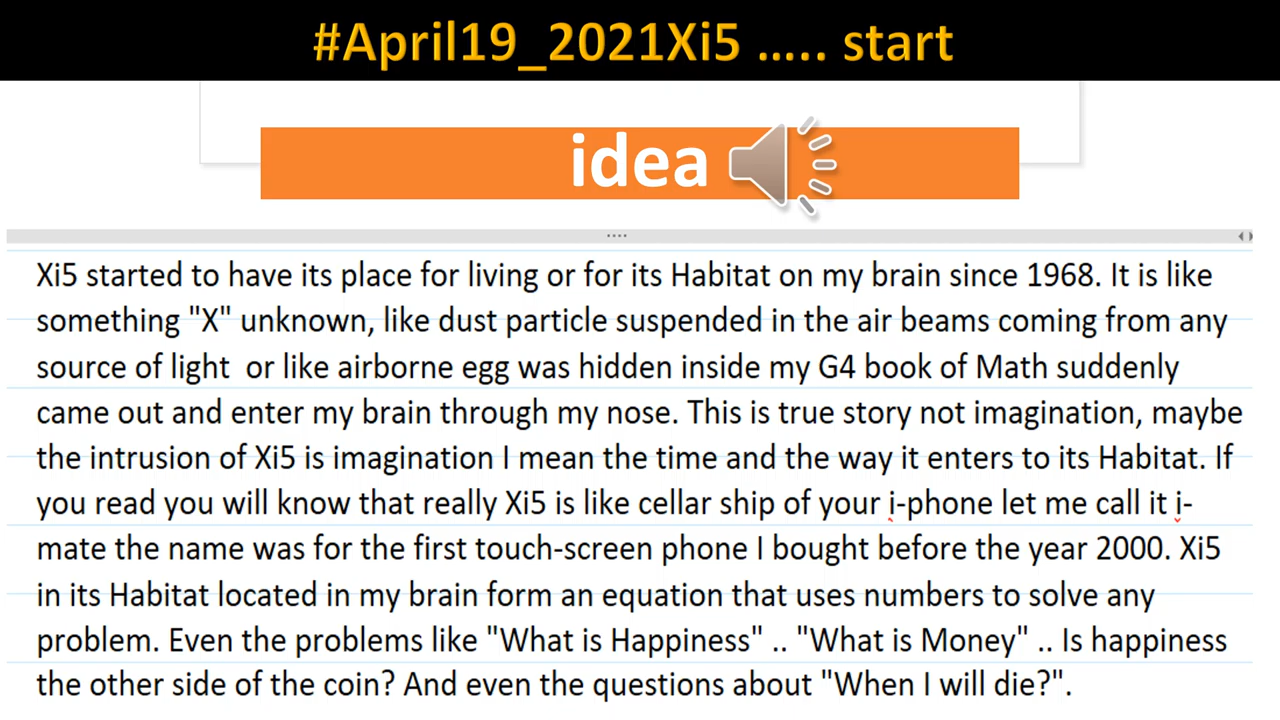 #April19_2021Xi5 ..... start
idea
Xi5 started to have its place for living or for its Habitat on my brain since 1968. It is like
something "X" unknown, like dust particle suspended in the air beams coming from any
source of light  or like airborne egg was hidden inside my G4 book of Math suddenly
came out and enter my brain through my nose. This is true story not imagination, maybe
the intrusion of Xi5 is imagination I mean the time and the way it enters to its Habitat. If
you read you will know that really Xi5 is like cellar ship of your i-phone let me call it i-
mate the name was for the first touch-screen phone I bought before the year 2000. Xi5
in its Habitat located in my brain form an equation that uses numbers to solve any
problem. Even the problems like "What is Happiness" .. "What is Money" .. Is happiness
the other side of the coin? And even the questions about "When I will die?".